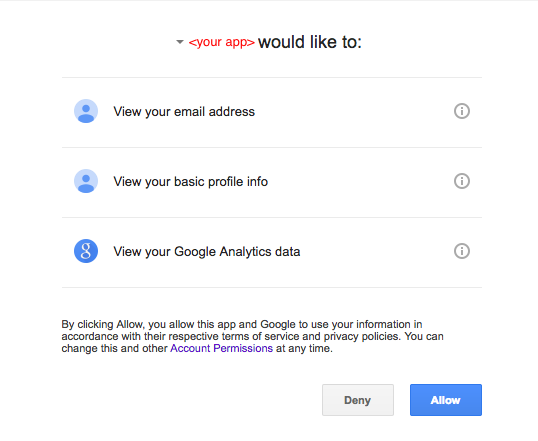 <your app> would like to:
View your email address
View your basic profile info
g View your Google Analytics data
By clicking Allow, you allow this app and Google to use your information in
accordance with their respective terms of service and privacy policies. You can
change this and other Account Permissions at any time.
Deny Allow